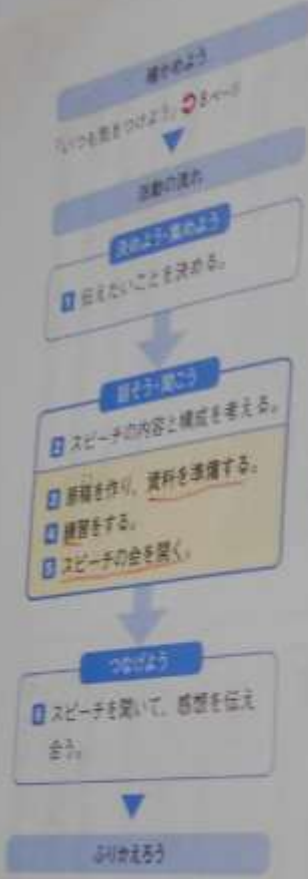 確かめよう
「いつも気をつけよう」 8ページ
活動の流れ
決めよう・集めよう
1 伝えたいことを決める。
話そう・聞こう
2 スピーチの内容と構成を考える。
3 原稿を作り、資料を準備する。
4 練習をする。
5 スピーチの会を開く。
つなげよう
6 スピーチを聞いて、感想を伝え
合う。
ふりかえろう